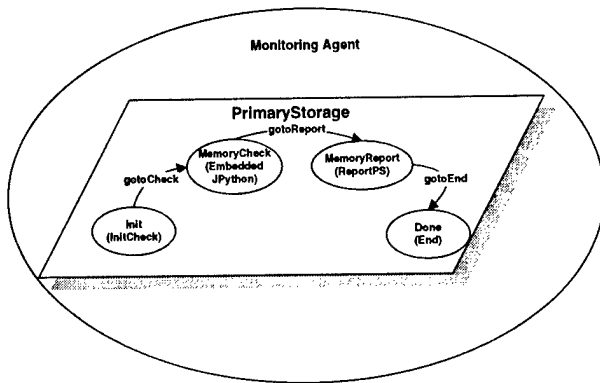 Monitoring Agent
PrimaryStorage
gotoReport
MemoryCheck
(Embedded
JPython)
MemoryReport
(ReportPS)
gotoCheck
gotoEnd
Init
(InitCheck)
Done
(End)